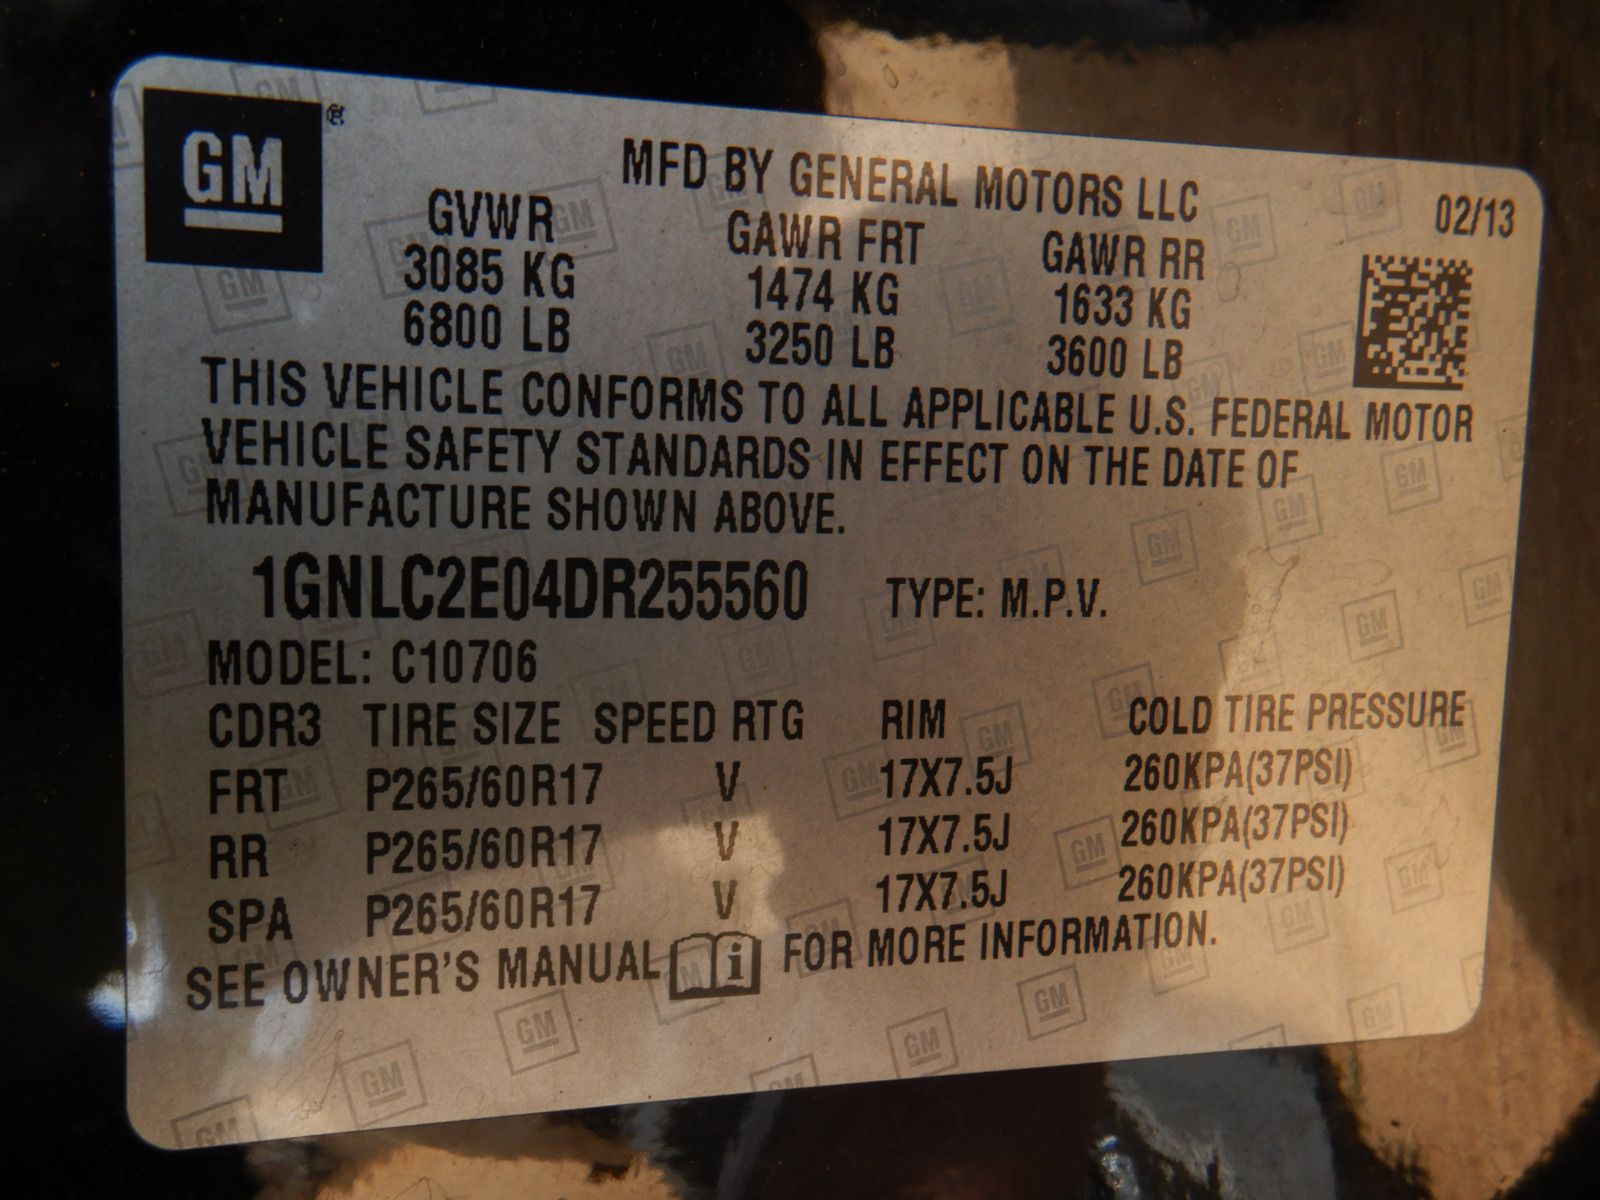 GM
MFD BY GENERAL MOTORS LLC
02/13
GVWR GAWR FRT GAWR RR
3085 KG 1474 KG 1633 KG
6800 LB 3250 LB 3600 LB
THIS VEHICLE CONFORMS TO ALL APPLICABLE U.S. FEDERAL MOTOR
VEHICLE SAFETY STANDARDS IN EFFECT ON THE DATE OF
MANUFACTURE SHOWN ABOVE.
1GNLC2E04DR255560 TYPE: M.P.V.
MODEL: C10706
CDR3 TIRE SIZE SPEED RTG RIM COLD TIRE PRESSURE
FRT P265/60R17 V 17X7.5J 260KPA(37PSI)
RR P265/60R17 V 17X7.5J 260KPA(37PSI)
SPA P265/60R17 V 17X7.5J 260KPA(37PSI)
SEE OWNER'S MANUAL i FOR MORE INFORMATION.